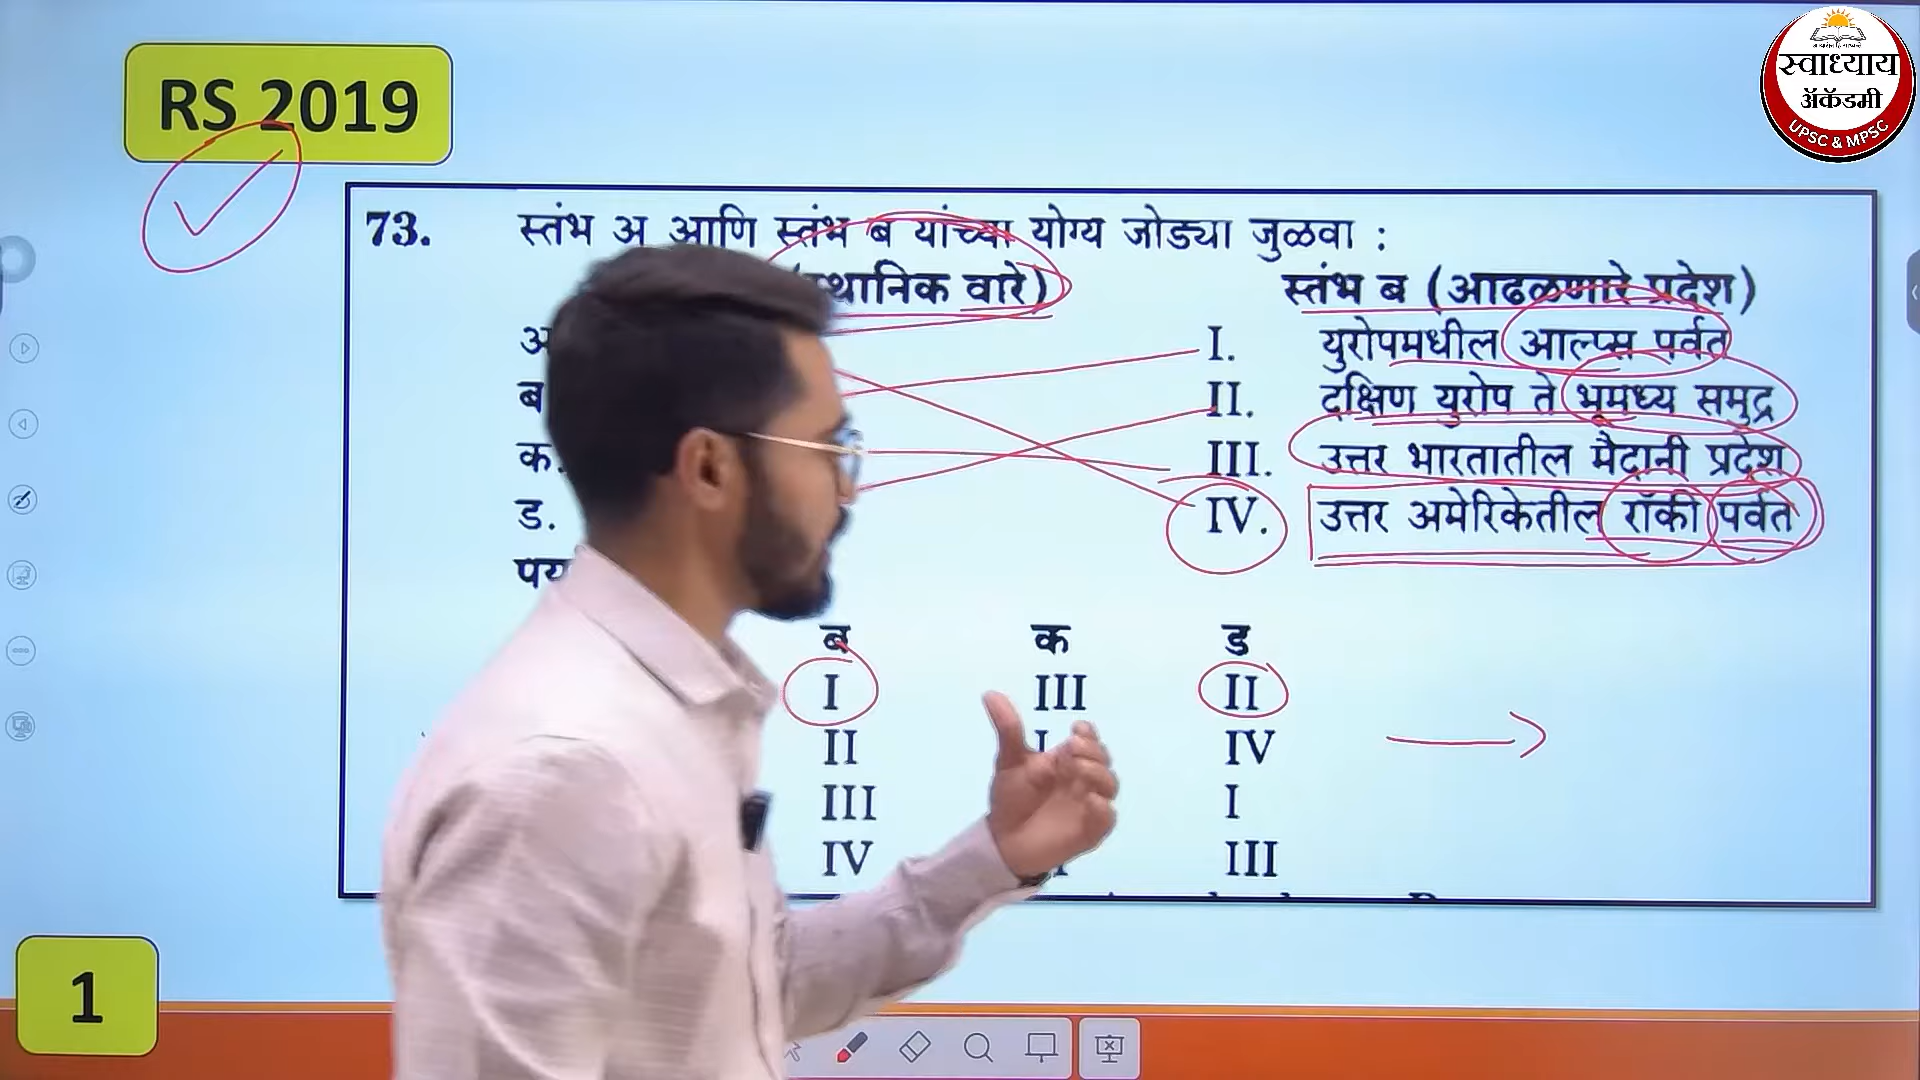 RS 2019
स्वाध्याय
अ‍ॅकॅडमी
UPSC & MPSC
73. स्तंभ अ आणि स्तंभ ब यांच्या योग्य जोड्या जुळवा :
वारे) स्तंभ ब (आढळणारे प्रदेश)
अ I. युरोपमधील आल्प्स पर्वत
ब II. दक्षिण युरोप ते भूमध्य समुद्र
क. III. उत्तर भारतातील मैदानी प्रदेश
ड. IV. उत्तर अमेरिकेतील रॉकी पर्वत
ब क ड
I III II
II I IV
III I
IV III
1